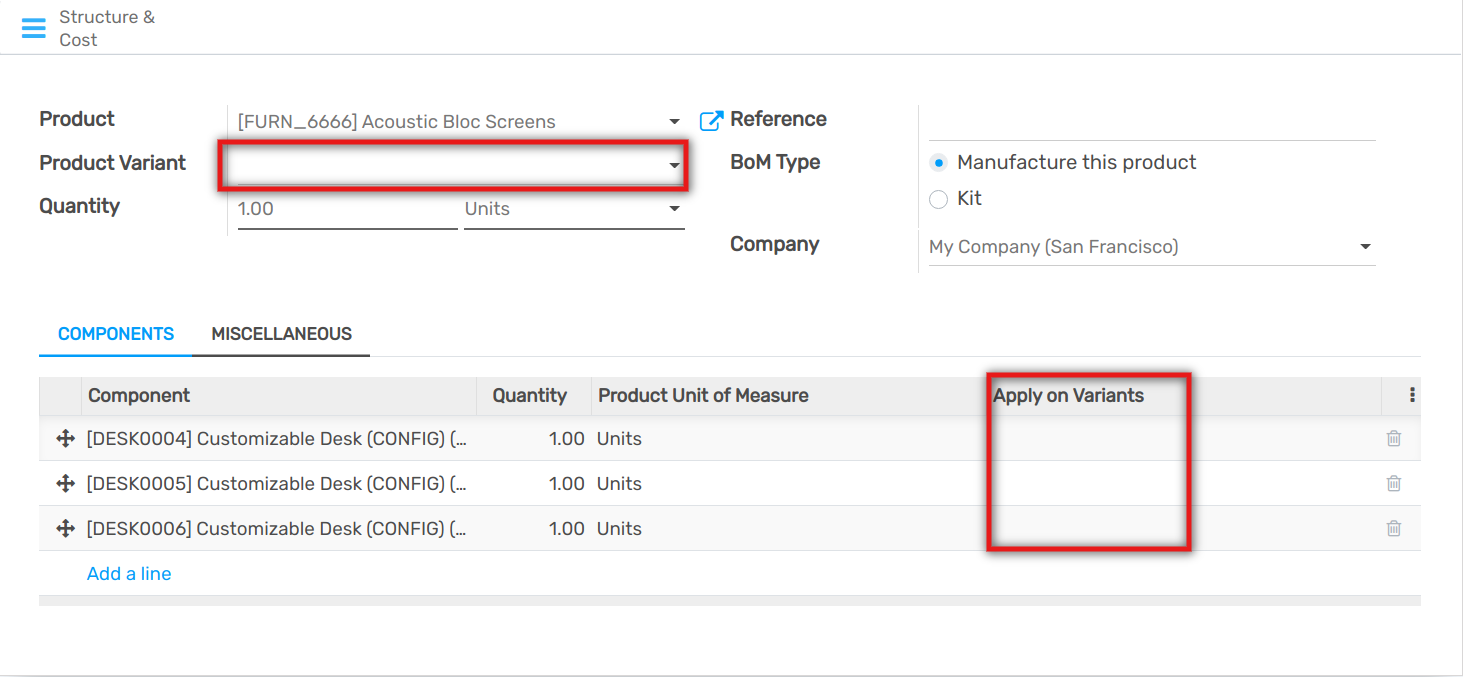 Structure &
Cost
Product
[FURN_6666] Acoustic Bloc Screens
Reference
Product Variant
BoM Type
Manufacture this product
Quantity
1.00
Units
Kit
Company
My Company (San Francisco)
COMPONENTS
MISCELLANEOUS
Component Quantity Product Unit of Measure Apply on Variants
[DESK0004] Customizable Desk (CONFIG) (... 1.00 Units
[DESK0005] Customizable Desk (CONFIG) (... 1.00 Units
[DESK0006] Customizable Desk (CONFIG) (... 1.00 Units
Add a line